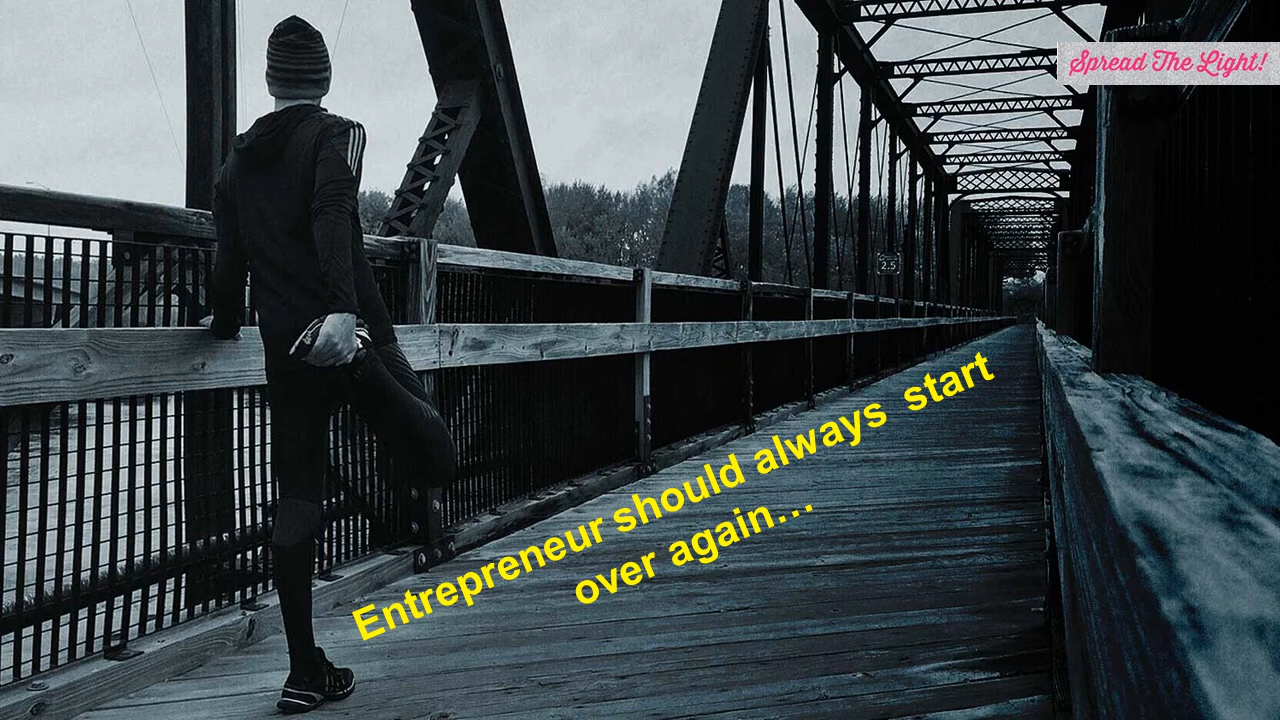 Spread The Light!
2.5
Entrepreneur should always  start
over again…